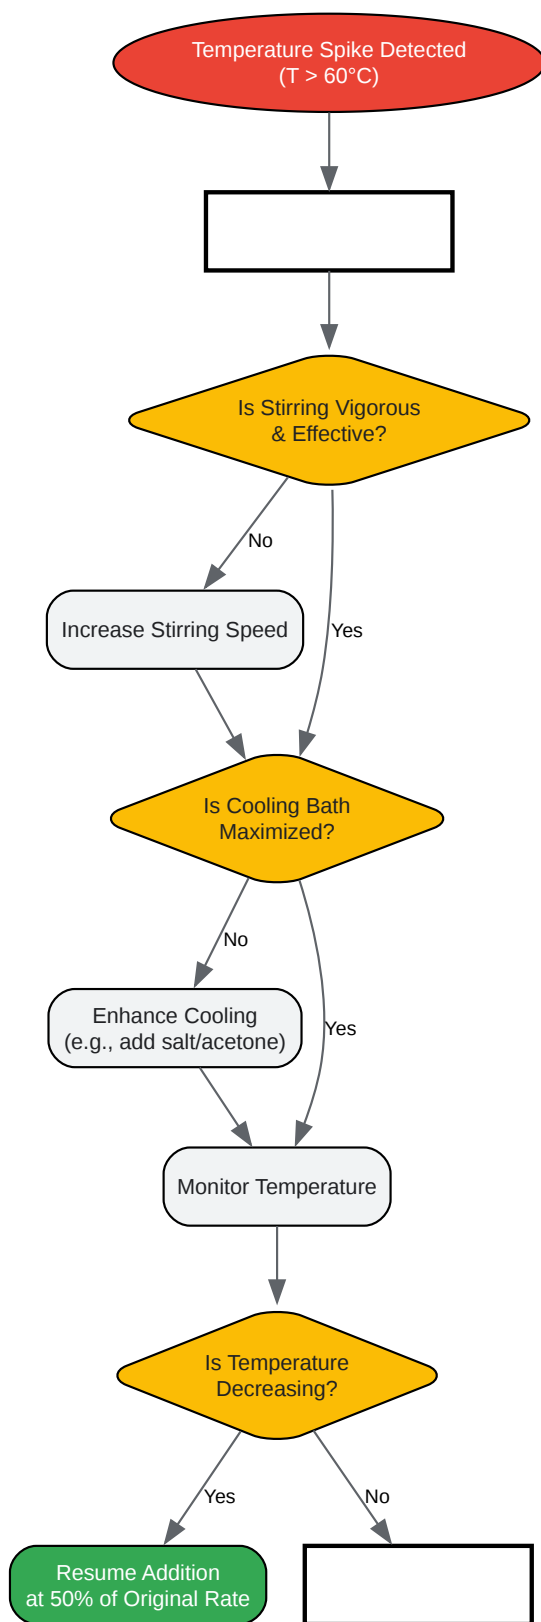 Temperature Spike Detected
(T > 60°C)
Is Stirring Vigorous
& Effective?
No
Increase Stirring Speed
Yes
Is Cooling Bath
Maximized?
No
Enhance Cooling
(e.g., add salt/acetone)
Yes
Monitor Temperature
Is Temperature
Decreasing?
Yes
No
Resume Addition
at 50% of Original Rate